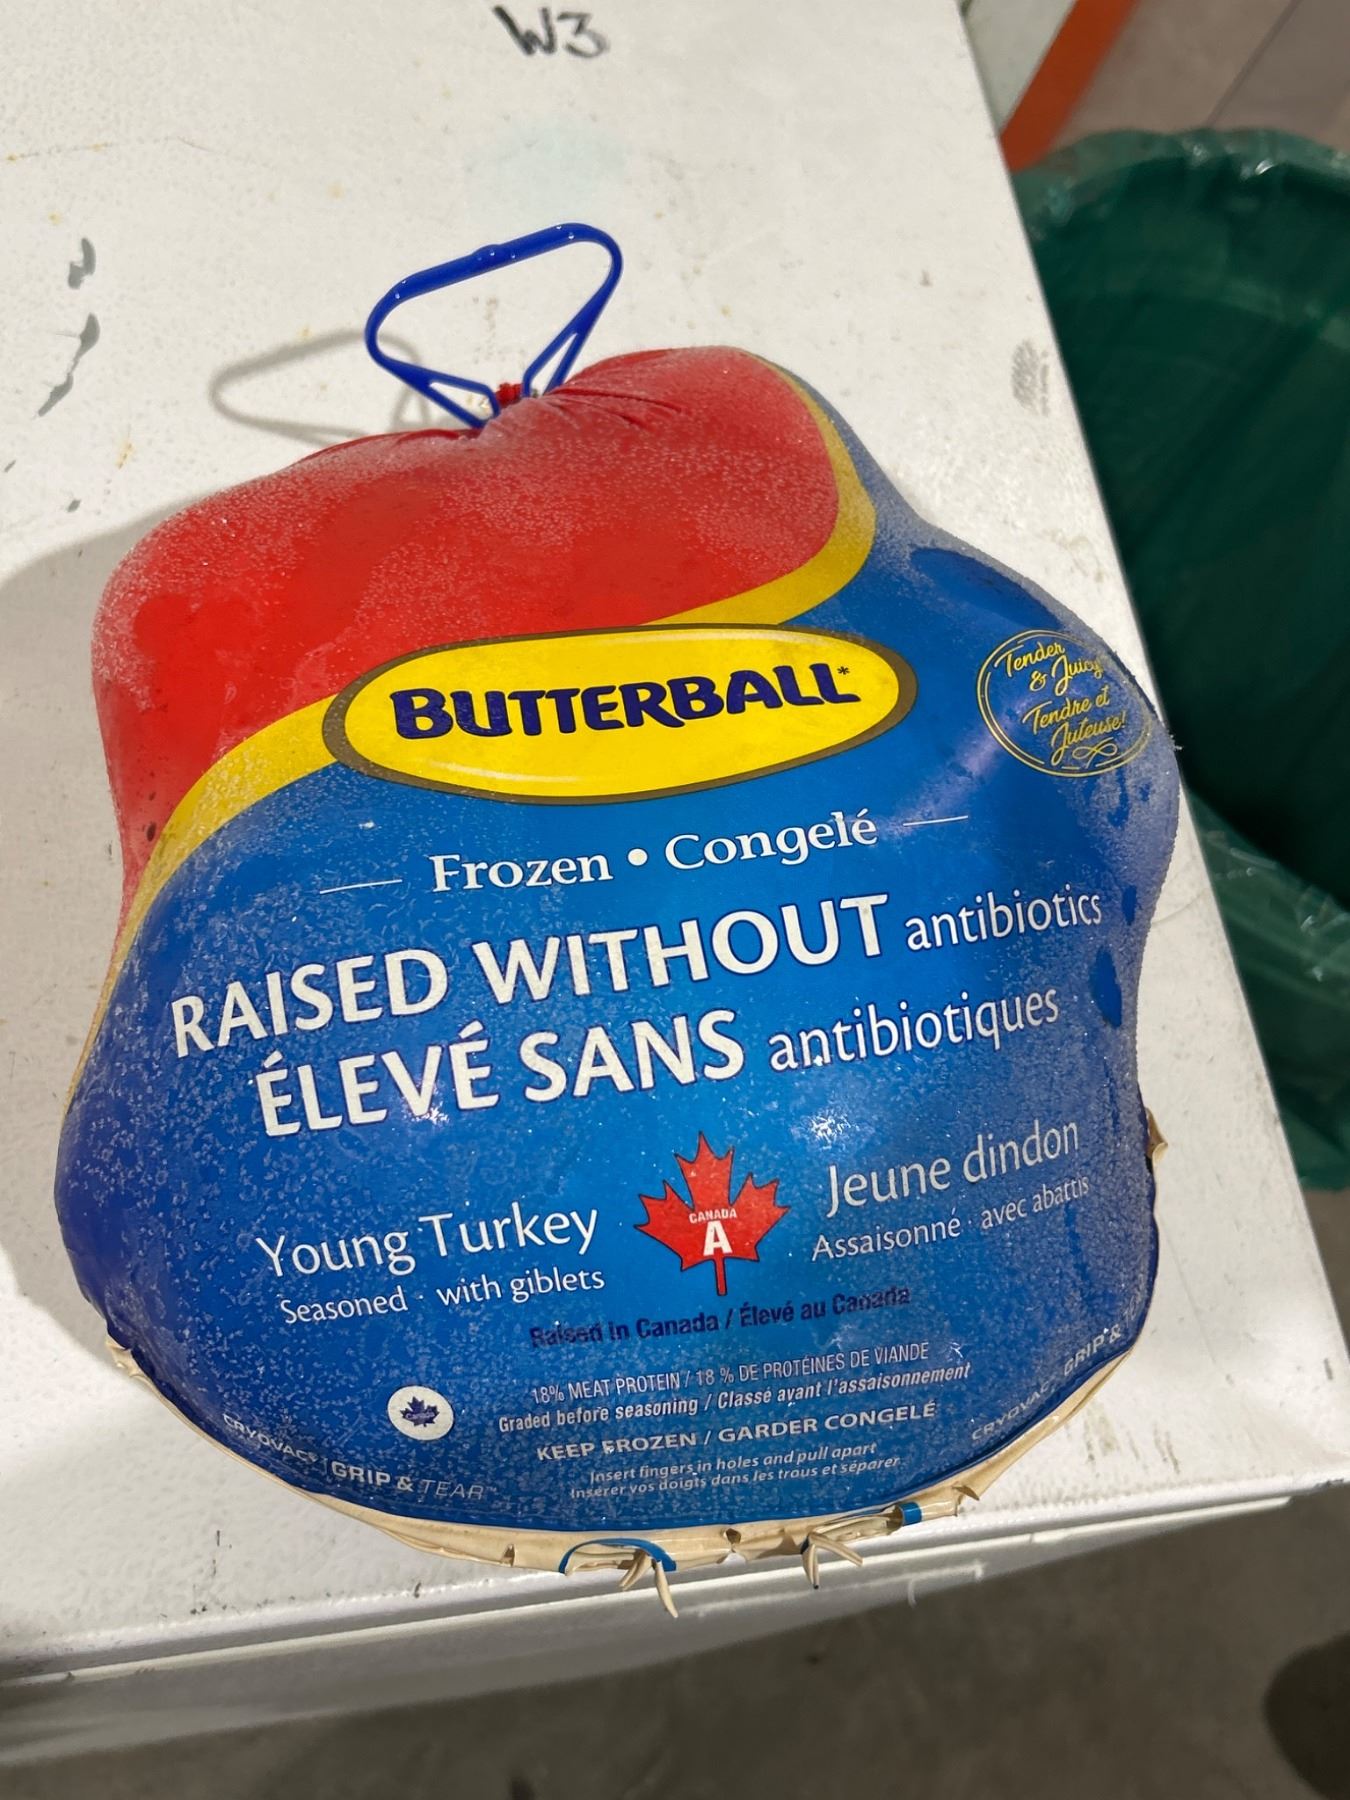 W3
BUTTERBALL*
Tender
& Juicy
Tendre et
Juteuse!
Frozen • Congelé
RAISED WITHOUT antibiotics
ÉLEVÉ SANS antibiotiques
Young Turkey
Seasoned · with giblets
CANADA
A
Jeune dindon
Assaisonné · avec abattis
Raised in Canada / Élevé au Canada
18% MEAT PROTEIN / 18 % DE PROTÉINES DE VIANDE
Graded before seasoning / Classé avant l'assaisonnement
KEEP FROZEN / GARDER CONGELÉ
Insert fingers in holes and pull apart
Insérer vos doigts dans les trous et séparer
CRYOVAC® GRIP & TEAR™
CRYOVAC® GRIP &